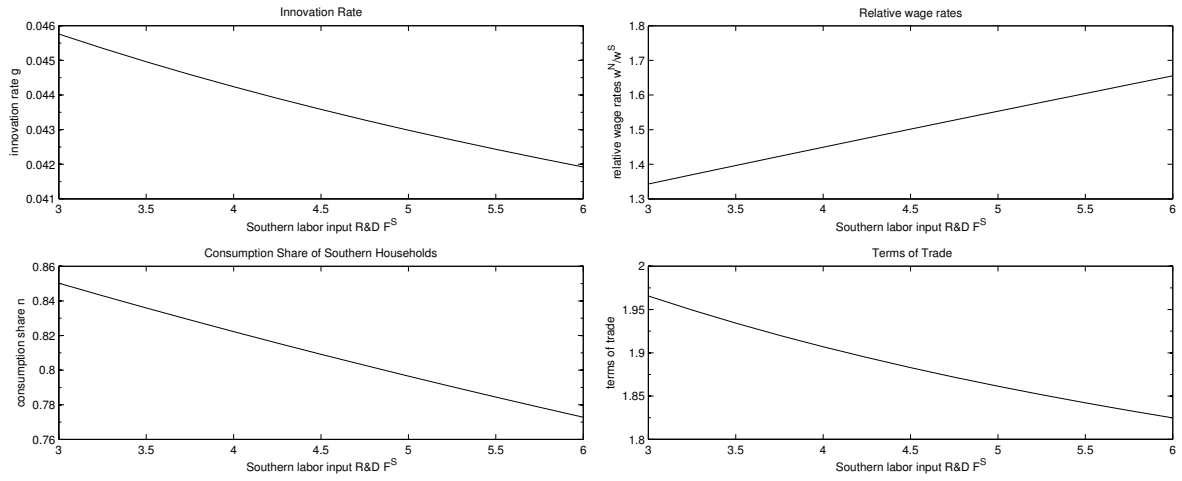 Innovation Rate
0.046
0.045
0.044
0.043
0.042
0.041
innovation rate g
3 3.5 4 4.5 5 5.5 6
Southern labor input R&D F^S
Relative wage rates
1.8
1.7
1.6
1.5
1.4
1.3
relative wage rates w^N/w^S
3 3.5 4 4.5 5 5.5 6
Southern labor input R&D F^S
Consumption Share of Southern Households
0.86
0.84
0.82
0.8
0.78
0.76
consumption share n
3 3.5 4 4.5 5 5.5 6
Southern labor input R&D F^S
Terms of Trade
2
1.95
1.9
1.85
1.8
terms of trade
3 3.5 4 4.5 5 5.5 6
Southern labor input R&D F^S